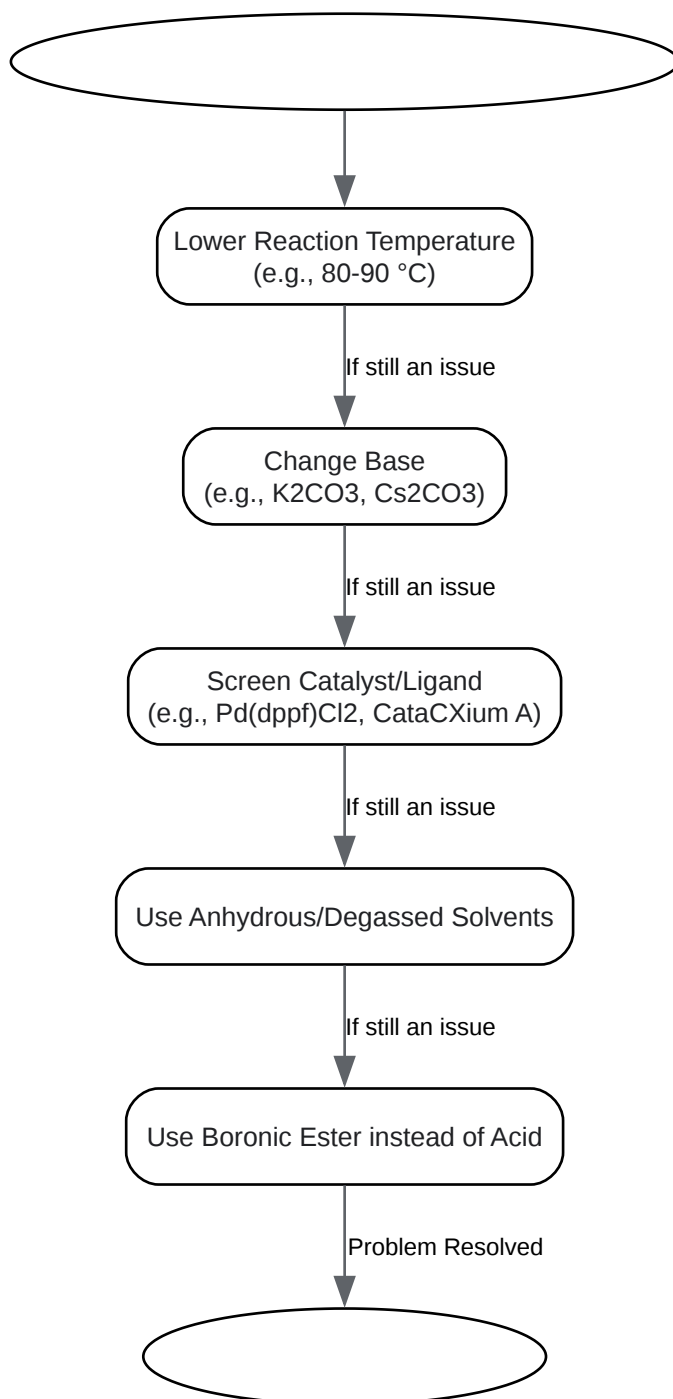 Lower Reaction Temperature
(e.g., 80-90 °C)
If still an issue
Change Base
(e.g., K2CO3, Cs2CO3)
If still an issue
Screen Catalyst/Ligand
(e.g., Pd(dppf)Cl2, CataCXium A)
If still an issue
Use Anhydrous/Degassed Solvents
If still an issue
Use Boronic Ester instead of Acid
Problem Resolved